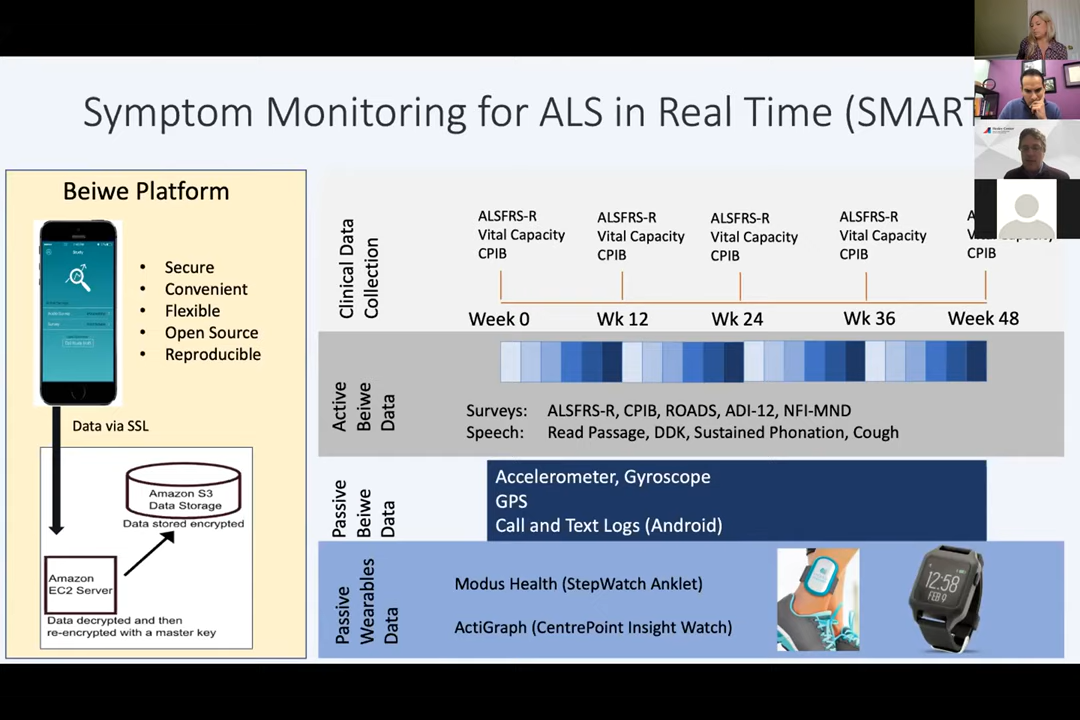 Symptom Monitoring for ALS in Real Time (SMART
Beiwe Platform
• Secure
• Convenient
• Flexible
• Open Source
• Reproducible
Data via SSL
Amazon S3
Data Storage
Data stored encrypted
Amazon
EC2 Server
Data decrypted and then
re-encrypted with a master key
Clinical Data
Collection
ALSFRS-R
Vital Capacity
CPIB
ALSFRS-R
Vital Capacity
CPIB
ALSFRS-R
Vital Capacity
CPIB
ALSFRS-R
Vital Capacity
CPIB
CPIB
Week 0
Wk 12
Wk 24
Wk 36
Week 48
Active
Beiwe
Data
Surveys: ALSFRS-R, CPIB, ROADS, ADI-12, NFI-MND
Speech: Read Passage, DDK, Sustained Phonation, Cough
Passive
Beiwe
Data
Accelerometer, Gyroscope
GPS
Call and Text Logs (Android)
Passive
Wearables
Data
Modus Health (StepWatch Anklet)
ActiGraph (CentrePoint Insight Watch)
12:58
FEB 9